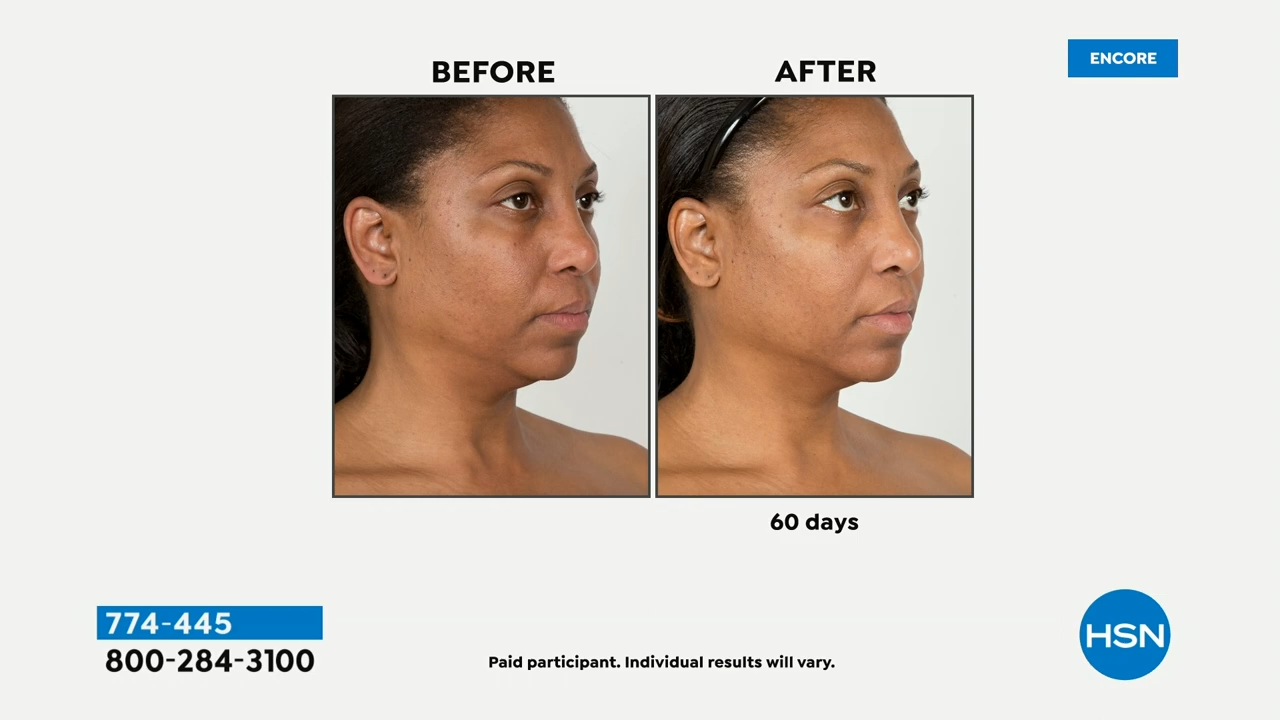 BEFORE
AFTER
ENCORE
60 days
774-445
800-284-3100
Paid participant. Individual results will vary.
HSN